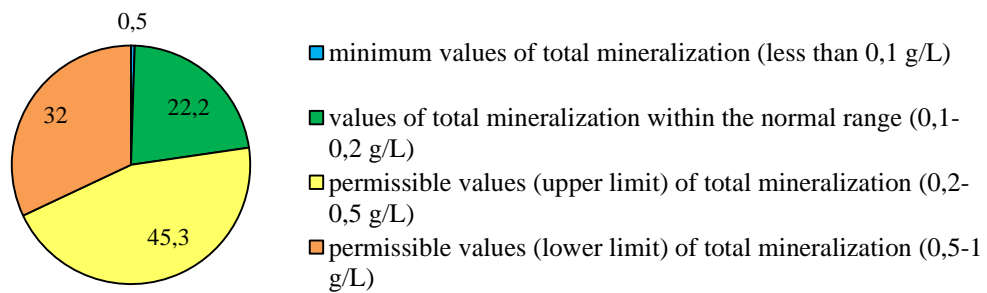 0,5
22,2
32
45,3
minimum values of total mineralization (less than 0,1 g/L)
values of total mineralization within the normal range (0,1-
0,2 g/L)
permissible values (upper limit) of total mineralization (0,2-
0,5 g/L)
permissible values (lower limit) of total mineralization (0,5-1
g/L)